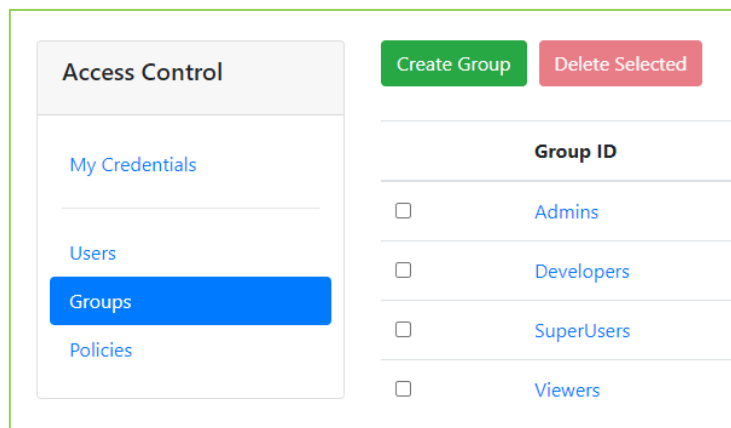 Access Control
My Credentials
Users
Groups
Policies
Create Group
Delete Selected
Group ID
Admins
Developers
SuperUsers
Viewers